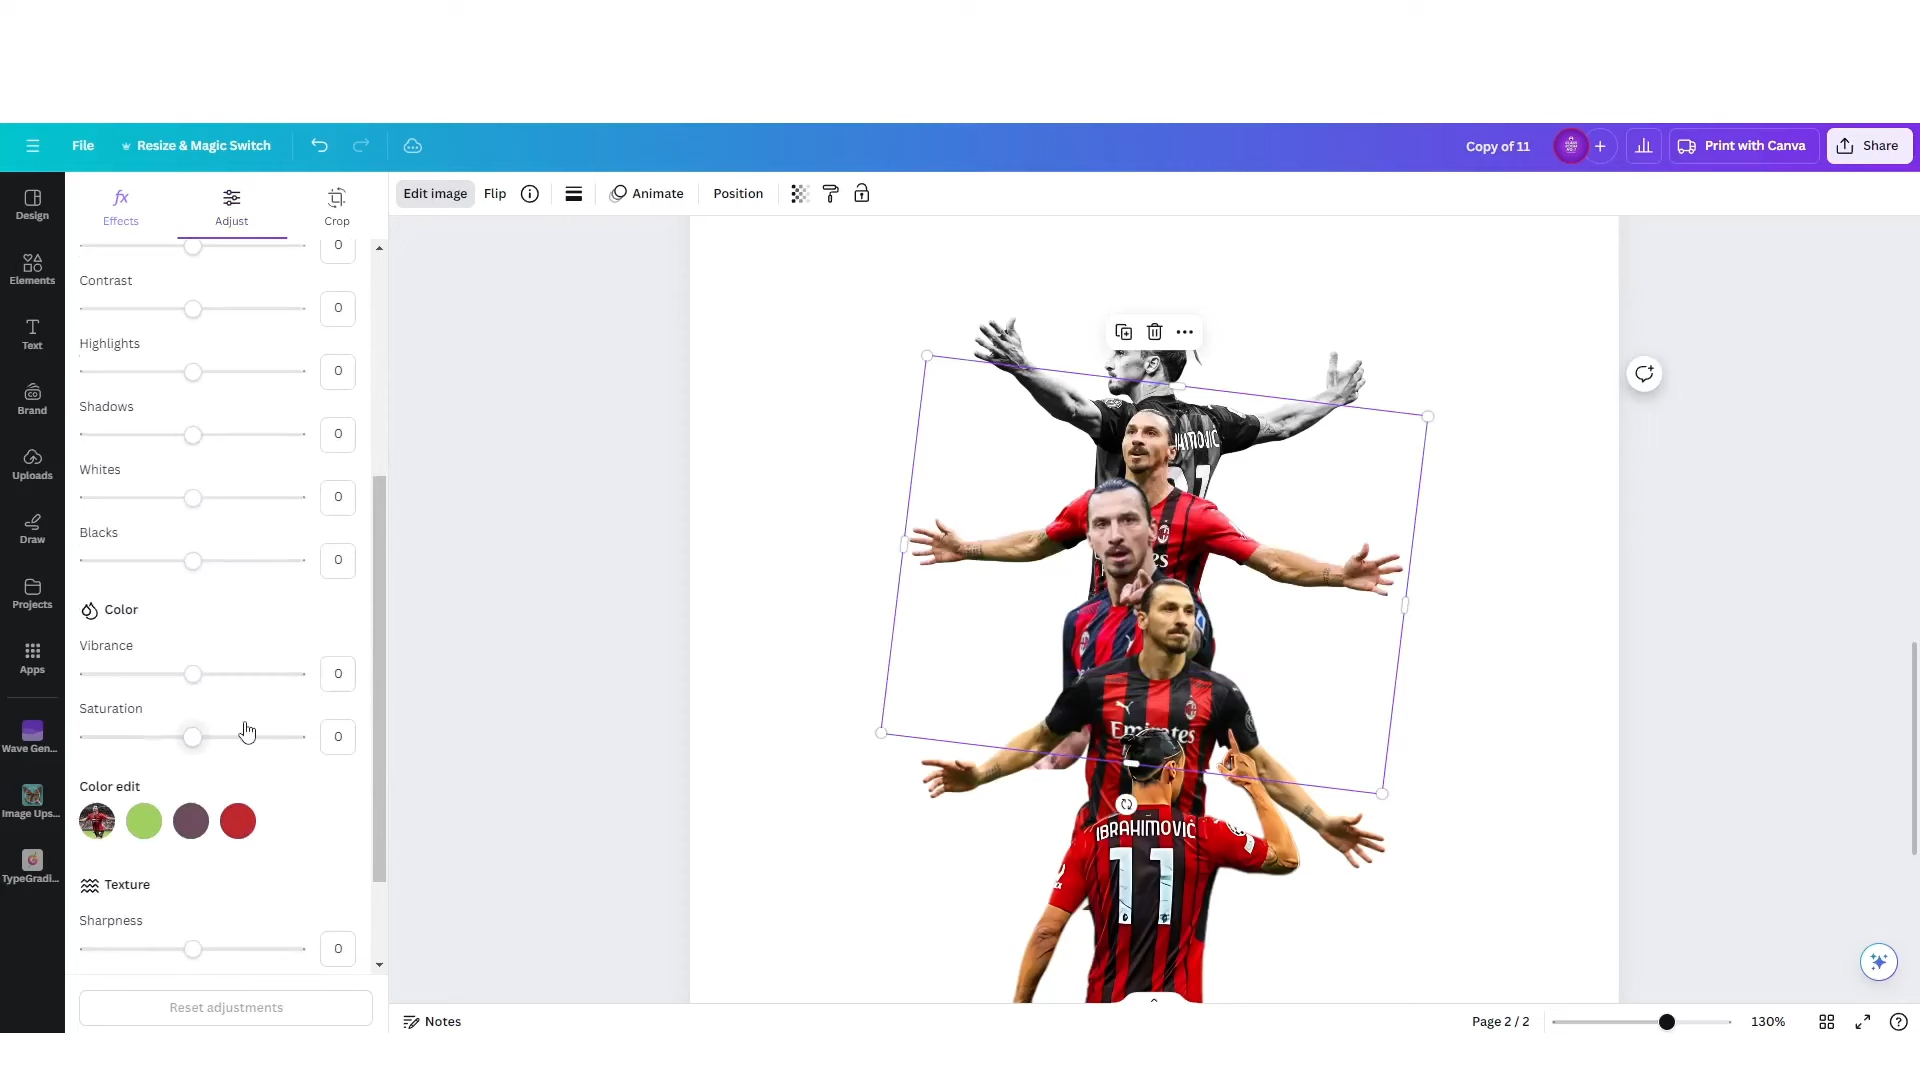 File
Resize & Magic Switch
Copy of 11
Print with Canva
Share
Design
Elements
Text
Brand
Uploads
Draw
Projects
Apps
Wave Gen...
Image Ups...
TypeGradi...
Effects
Adjust
Crop
Edit image
Flip
Animate
Position
0
Contrast
0
Highlights
0
Shadows
0
Whites
0
Blacks
0
Color
Vibrance
0
Saturation
0
Color edit
Texture
Sharpness
0
Reset adjustments
Emirates
IBRAHIMOVIĆ
11
Notes
Page 2 / 2
130%